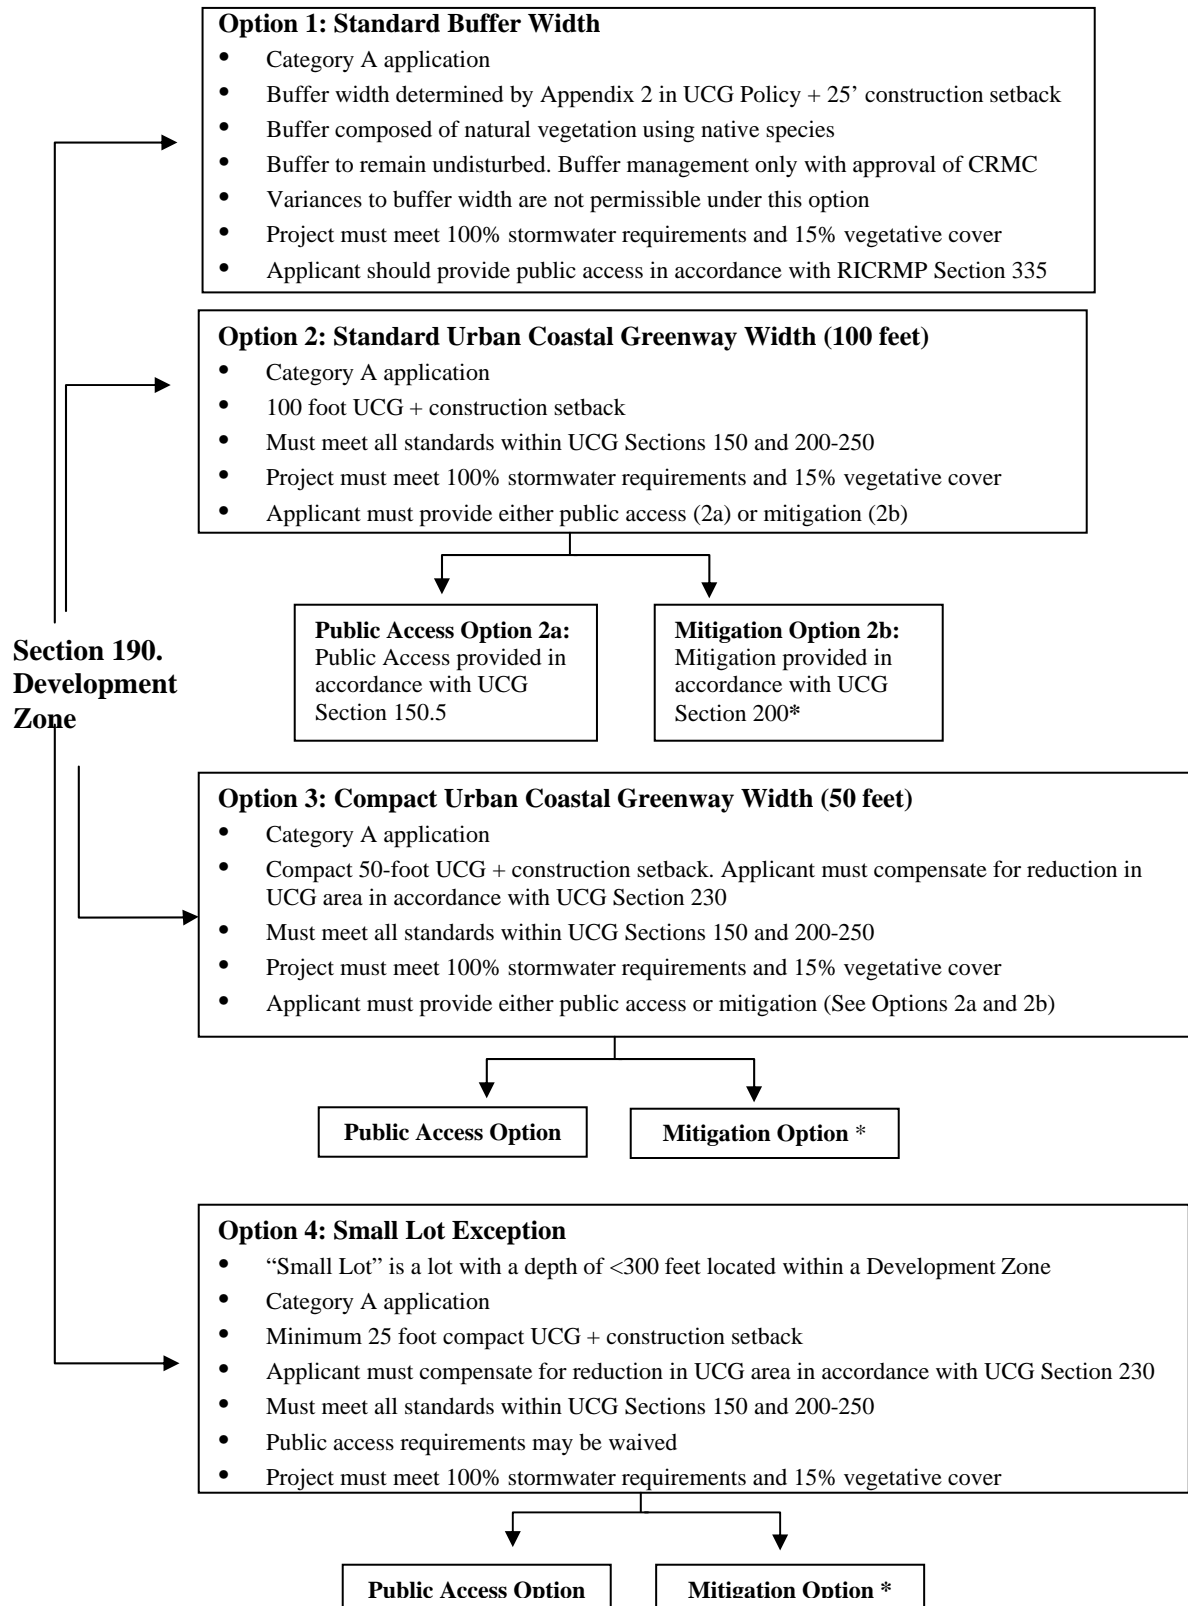 Option 1: Standard Buffer Width
• Category A application
• Buffer width determined by Appendix 2 in UCG Policy + 25’ construction setback
• Buffer composed of natural vegetation using native species
• Buffer to remain undisturbed. Buffer management only with approval of CRMC
• Variances to buffer width are not permissible under this option
• Project must meet 100% stormwater requirements and 15% vegetative cover
• Applicant should provide public access in accordance with RICRMP Section 335
Option 2: Standard Urban Coastal Greenway Width (100 feet)
• Category A application
• 100 foot UCG + construction setback
• Must meet all standards within UCG Sections 150 and 200-250
• Project must meet 100% stormwater requirements and 15% vegetative cover
• Applicant must provide either public access (2a) or mitigation (2b)
Public Access Option 2a:
Public Access provided in
accordance with UCG
Section 150.5
Mitigation Option 2b:
Mitigation provided in
accordance with UCG
Section 200*
Section 190.
Development
Zone
Option 3: Compact Urban Coastal Greenway Width (50 feet)
• Category A application
• Compact 50-foot UCG + construction setback. Applicant must compensate for reduction in
UCG area in accordance with UCG Section 230
• Must meet all standards within UCG Sections 150 and 200-250
• Project must meet 100% stormwater requirements and 15% vegetative cover
• Applicant must provide either public access or mitigation (See Options 2a and 2b)
Public Access Option
Mitigation Option *
Option 4: Small Lot Exception
• “Small Lot” is a lot with a depth of <300 feet located within a Development Zone
• Category A application
• Minimum 25 foot compact UCG + construction setback
• Applicant must compensate for reduction in UCG area in accordance with UCG Section 230
• Must meet all standards within UCG Sections 150 and 200-250
• Public access requirements may be waived
• Project must meet 100% stormwater requirements and 15% vegetative cover
Public Access Option
Mitigation Option *